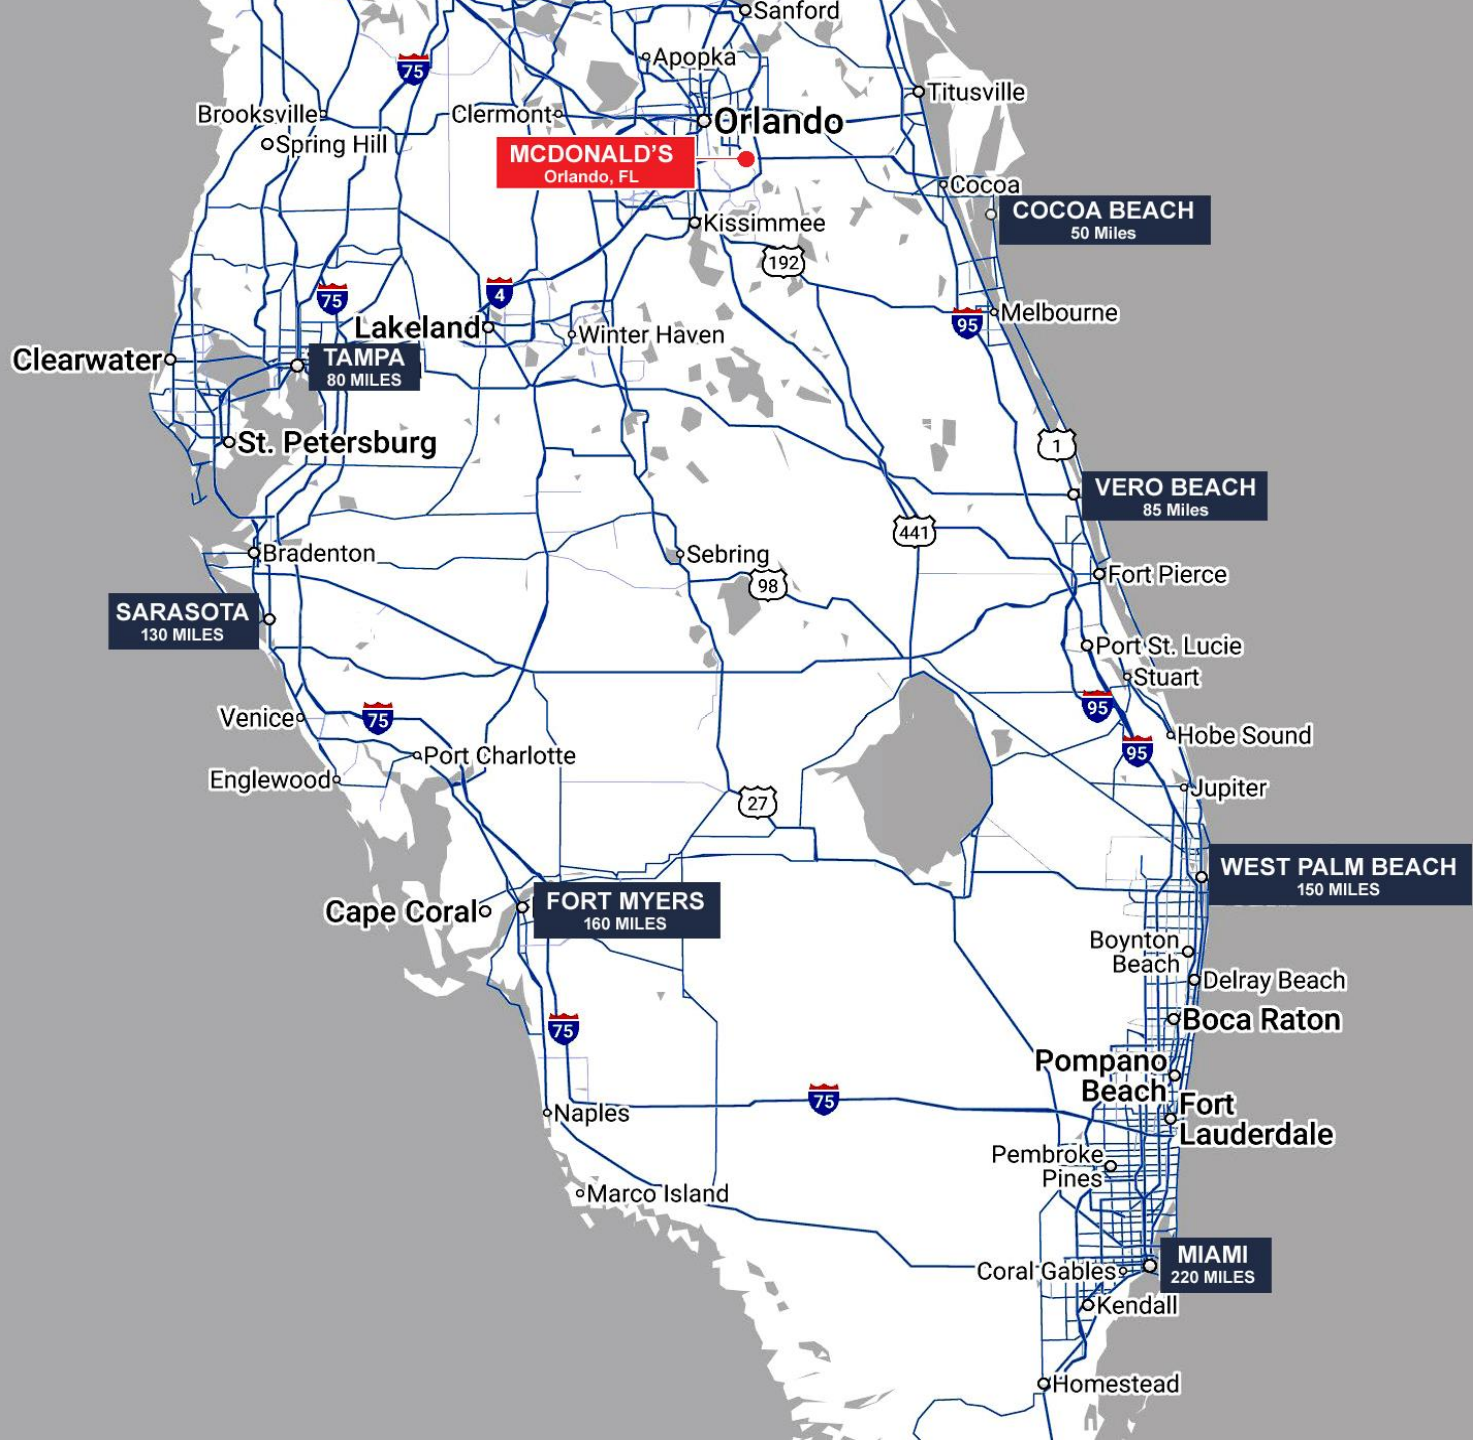 Sanford
Apopka
75
Titusville
Brooksville
Clermont
Orlando
Spring Hill
MCDONALD'S
Orlando, FL
Cocoa
COCOA BEACH
50 Miles
Kissimmee
192
75
4
Melbourne
95
Lakeland
Winter Haven
Clearwater
TAMPA
80 MILES
St. Petersburg
1
VERO BEACH
85 Miles
441
Bradenton
Sebring
98
Fort Pierce
SARASOTA
130 MILES
Port St. Lucie
Stuart
95
Venice
75
Hobe Sound
95
Port Charlotte
Englewood
Jupiter
27
WEST PALM BEACH
150 MILES
Cape Coral
FORT MYERS
160 MILES
Boynton
Beach
Delray Beach
Boca Raton
75
Pompano
Beach
75
Naples
Fort
Lauderdale
Pembroke
Pines
Marco Island
MIAMI
220 MILES
Coral Gables
Kendall
Homestead